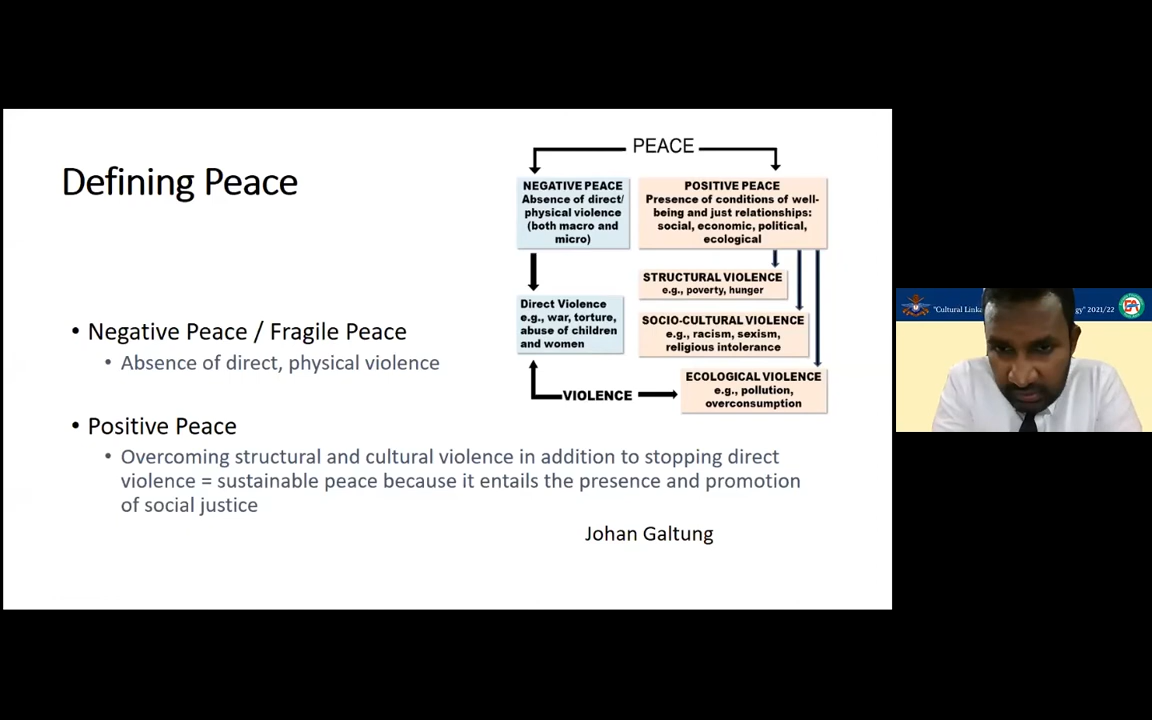 Defining Peace
• Negative Peace / Fragile Peace
• Absence of direct, physical violence
• Positive Peace
• Overcoming structural and cultural violence in addition to stopping direct
violence = sustainable peace because it entails the presence and promotion
of social justice
Johan Galtung
PEACE
NEGATIVE PEACE
Absence of direct/
physical violence
(both macro and
micro)
POSITIVE PEACE
Presence of conditions of well-
being and just relationships:
social, economic, political,
ecological
Direct Violence
e.g., war, torture,
abuse of children
and women
STRUCTURAL VIOLENCE
e.g., poverty, hunger
SOCIO-CULTURAL VIOLENCE
e.g., racism, sexism,
religious intolerance
ECOLOGICAL VIOLENCE
e.g., pollution,
overconsumption
VIOLENCE
"Cultural 2021/22